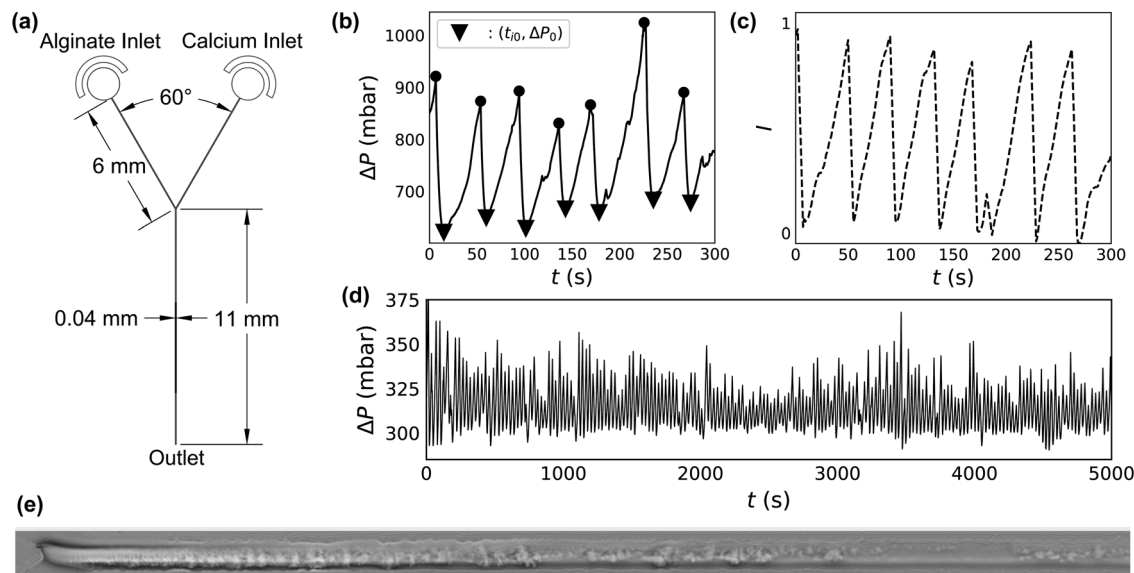 (a)
Alginate Inlet
Calcium Inlet
60°
6 mm
0.04 mm
11 mm
Outlet
(b)
: (t_{i0}, ΔP_0)
ΔP (mbar)
1000
900
800
700
0 50 100 150 200 250 300
t (s)
(c)
I
1
0
0 50 100 150 200 250 300
t (s)
(d)
ΔP (mbar)
375
350
325
300
0 1000 2000 3000 4000 5000
t (s)
(e)